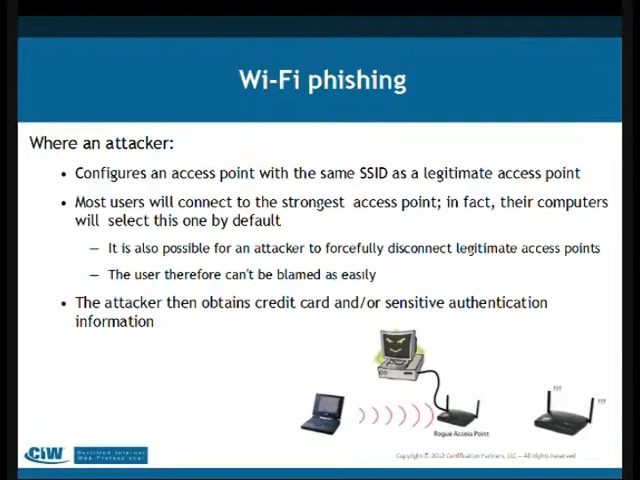 Wi-Fi phishing
Where an attacker:
• Configures an access point with the same SSID as a legitimate access point
• Most users will connect to the strongest access point; in fact, their computers
will select this one by default
— It is also possible for an attacker to forcefully disconnect legitimate access points
— The user therefore can't be blamed as easily
• The attacker then obtains credit card and/or sensitive authentication
information
???
???
Rogue Access Point
CIW
Certified Internet
Web Professional
Copyright © 2012 Certification Partners, LLC — All Rights Reserved